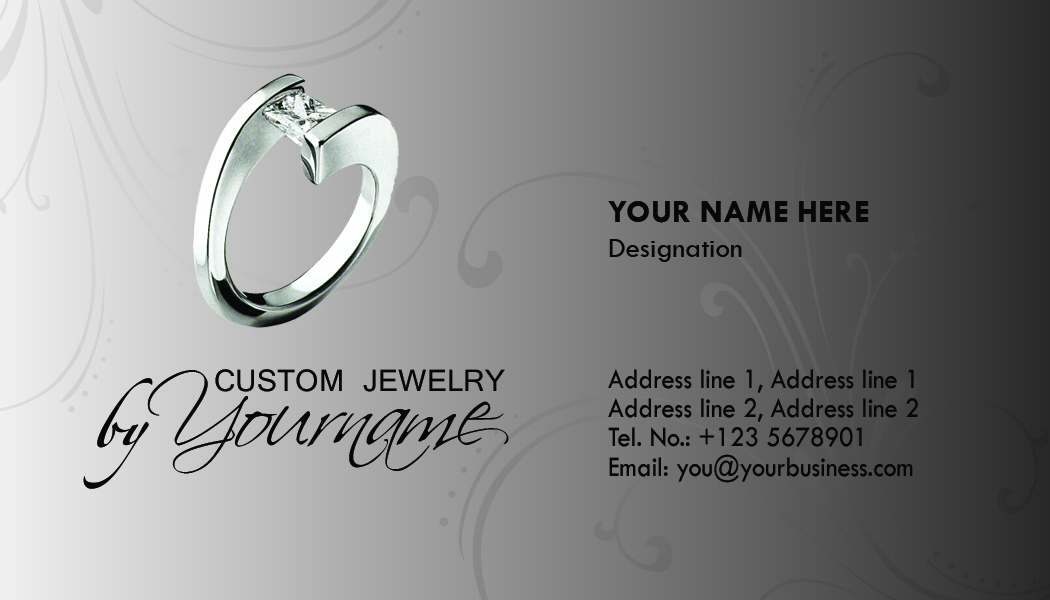 CUSTOM JEWELRY
by Yourname
YOUR NAME HERE
Designation
Address line 1, Address line 1
Address line 2, Address line 2
Tel. No.: +123 5678901
Email: you@yourbusiness.com